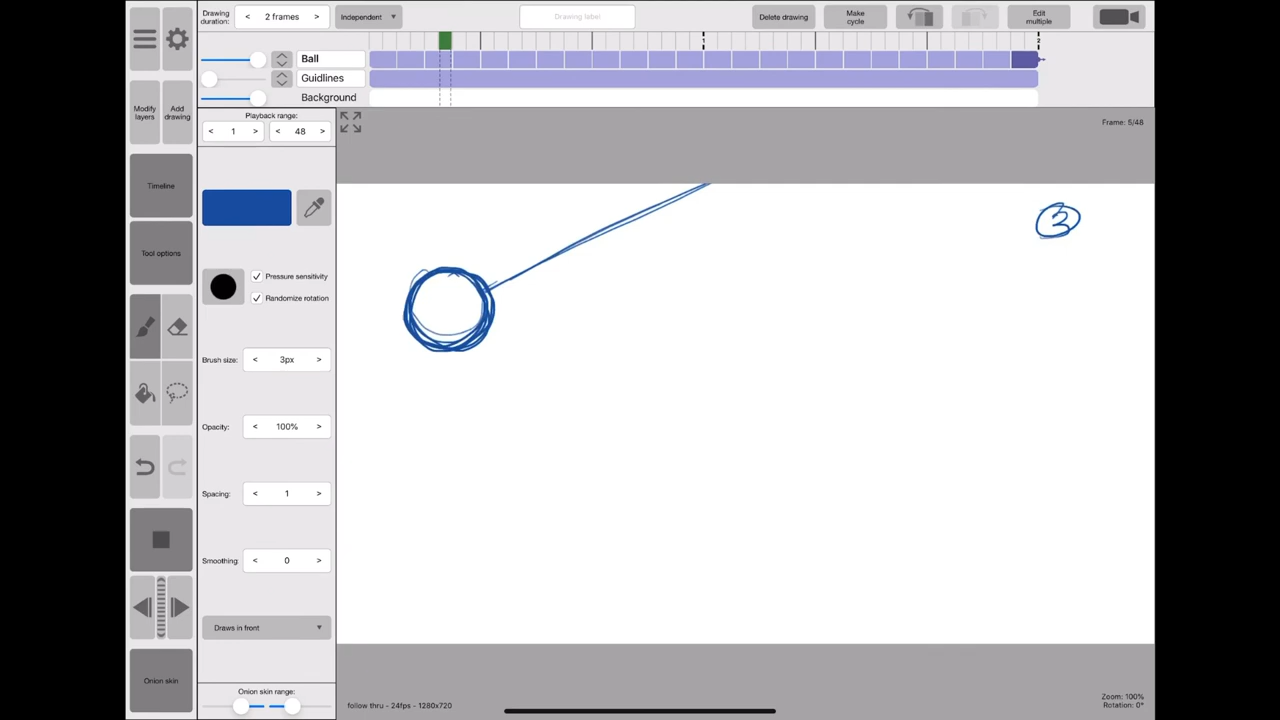 Drawing duration: < 2 frames > Independent ▼ Drawing label Delete drawing Make cycle Edit multiple
1 2
Ball
Guidlines
Background
Modify layers
Add drawing
Playback range:
< 1 > < 48 >
Frame: 5/48
Timeline
3
Tool options
Pressure sensitivity
Randomize rotation
Brush size: < 3px >
Opacity: < 100% >
Spacing: < 1 >
Smoothing: < 0 >
Draws in front ▼
Onion skin
Onion skin range:
follow thru - 24fps - 1280x720
Zoom: 100%
Rotation: 0°